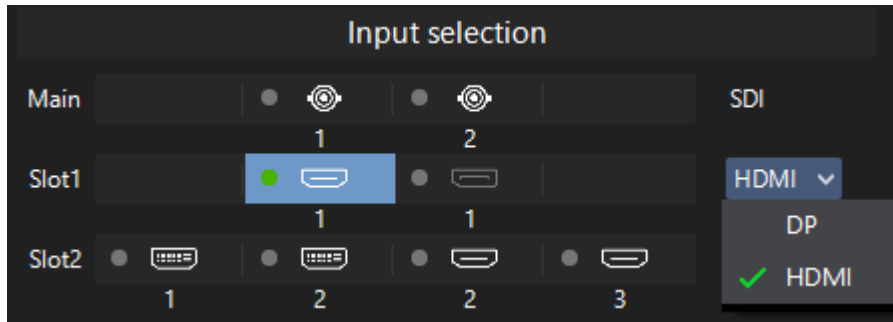 Input selection
Main SDI
1 2
Slot1 HDMI
1 1 DP
Slot2 HDMI
1 2 2 3